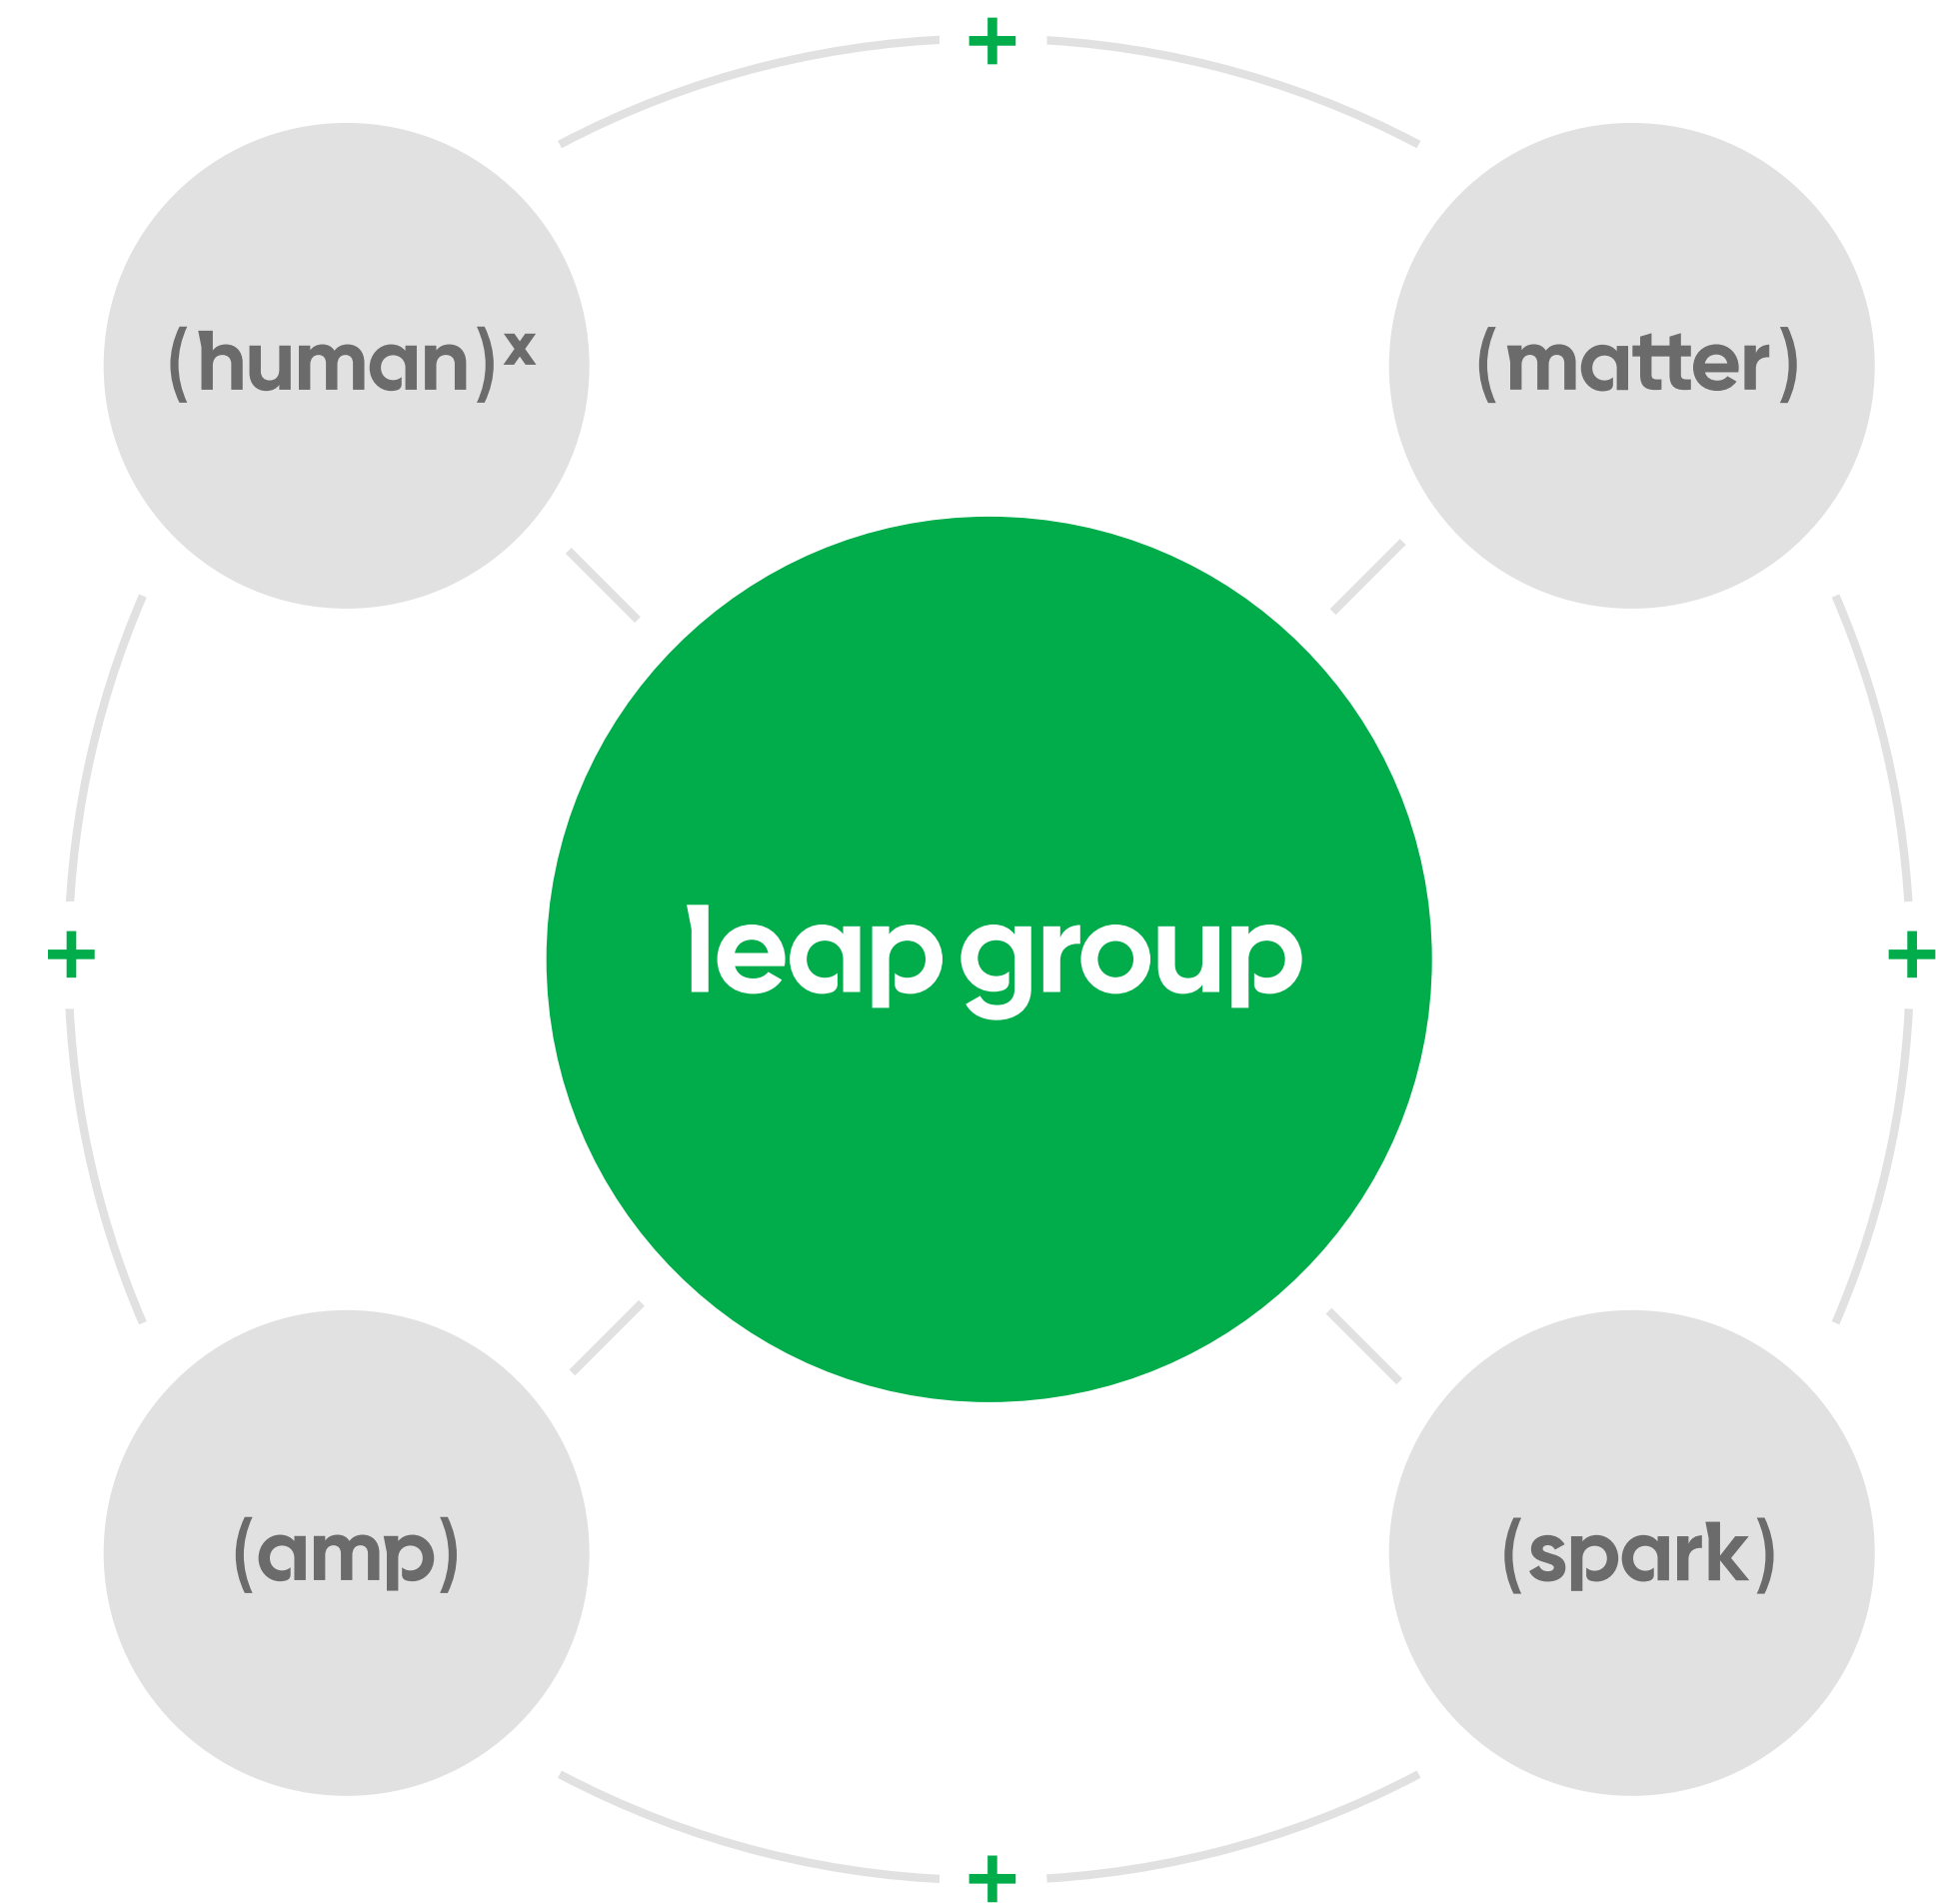 +
(human)ˣ
(matter)
leap group
+
+
(amp)
(spark)
+